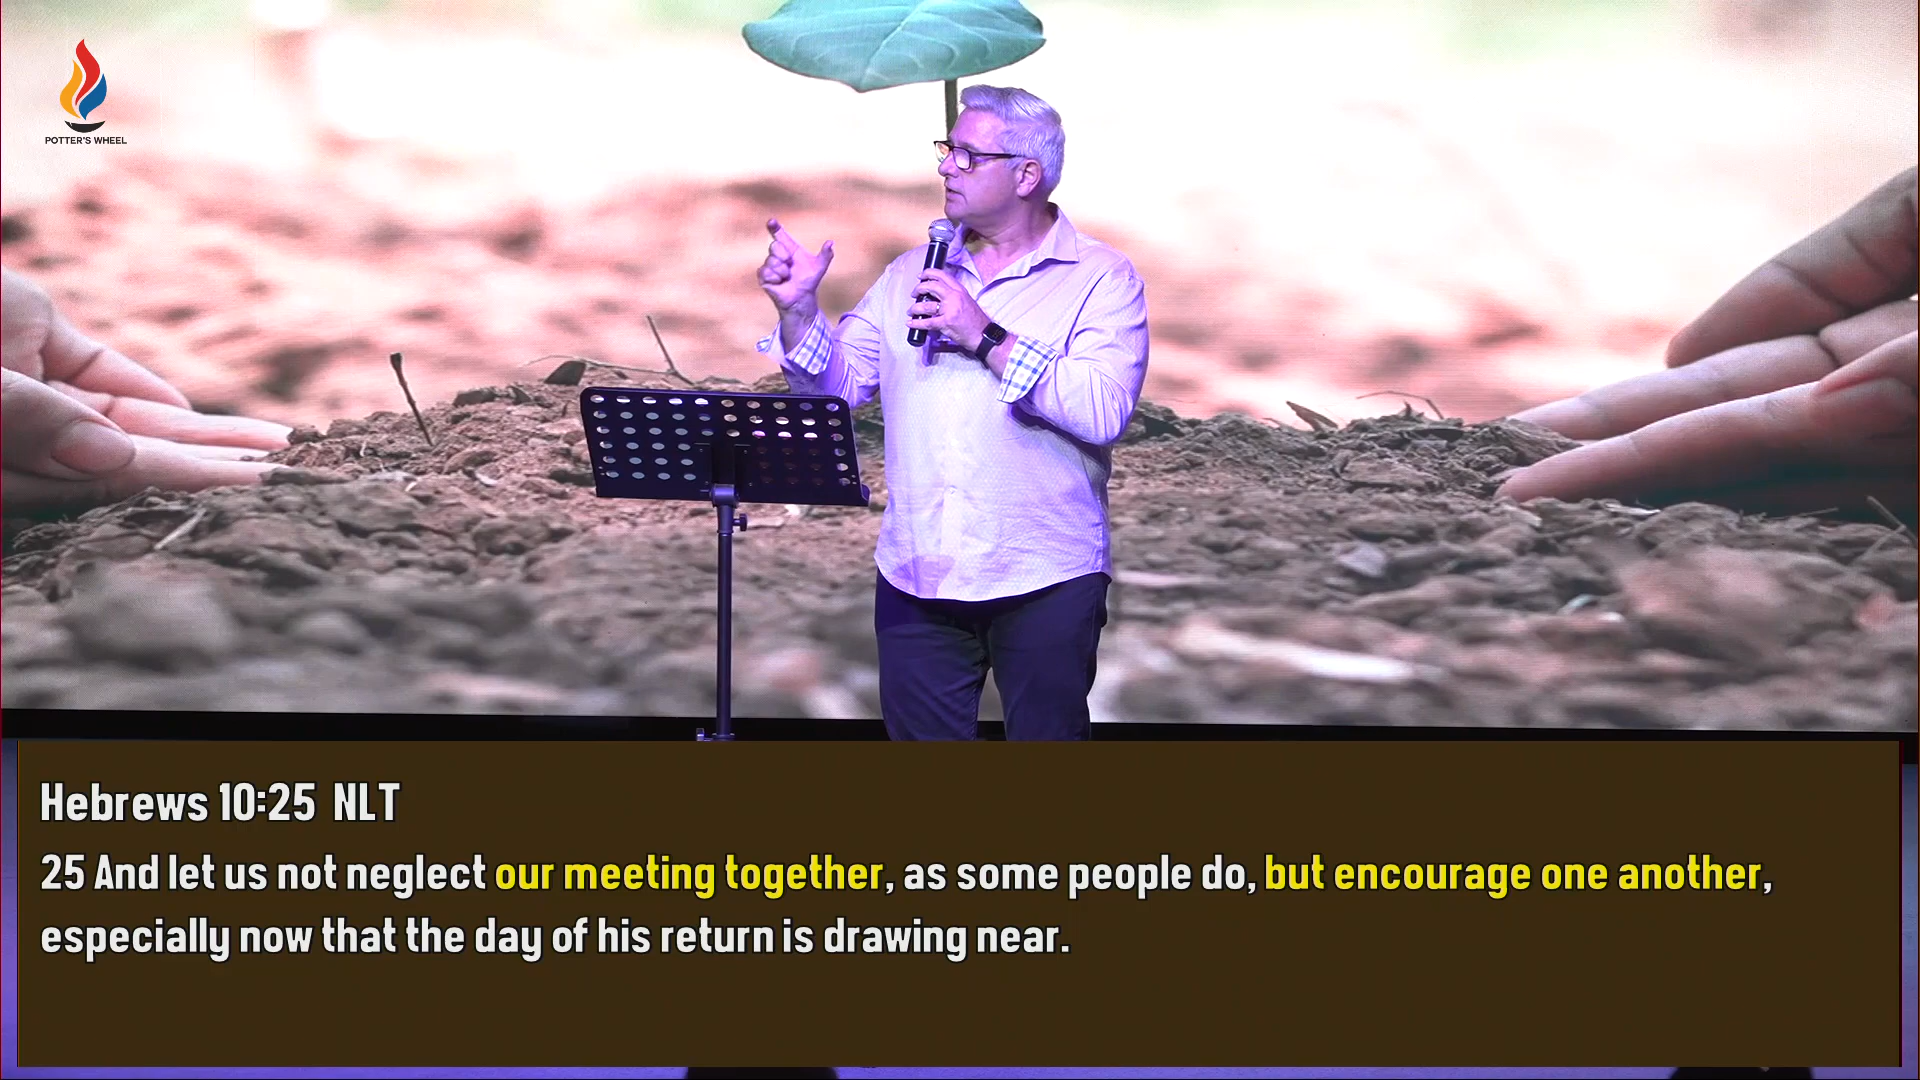 POTTER'S WHEEL
Hebrews 10:25 NLT
25 And let us not neglect our meeting together, as some people do, but encourage one another,
especially now that the day of his return is drawing near.